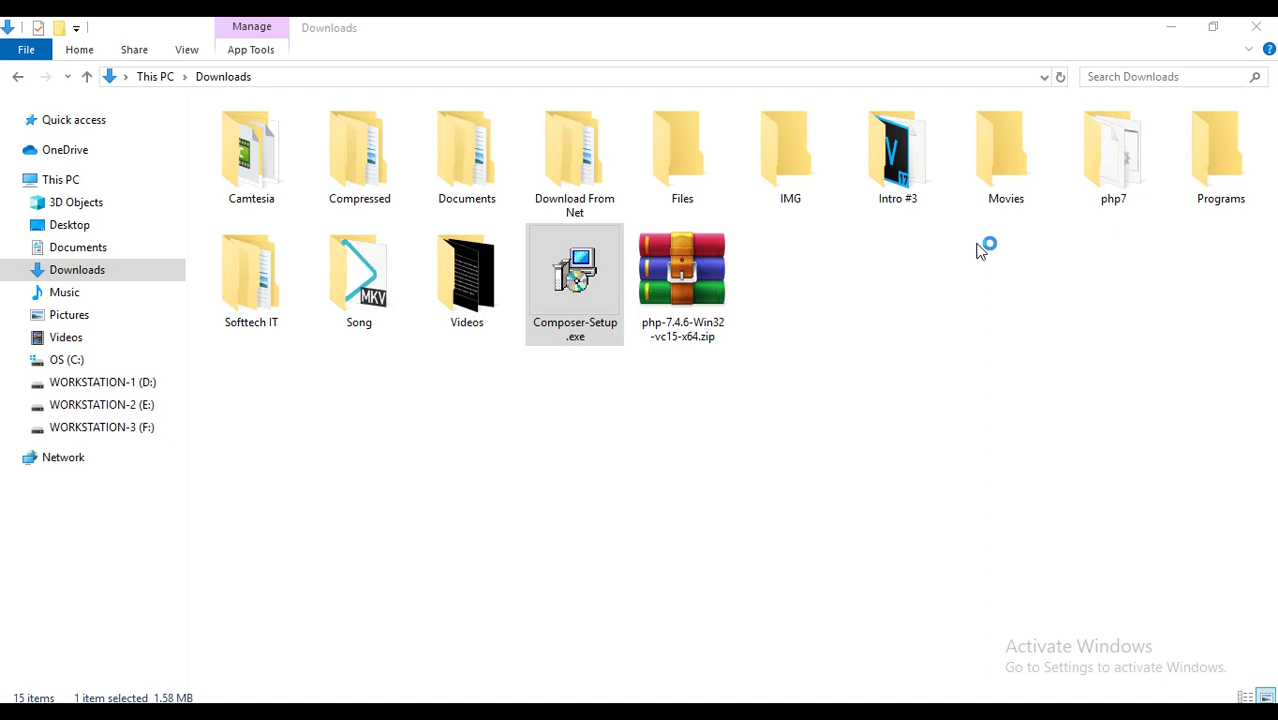 Manage
Downloads
File
Home
Share
View
App Tools
This PC
Downloads
Search Downloads
Quick access
OneDrive
This PC
3D Objects
Desktop
Documents
Downloads
Music
Pictures
Videos
OS (C:)
WORKSTATION-1 (D:)
WORKSTATION-2 (E:)
WORKSTATION-3 (F:)
Network
Camtesia
Compressed
Documents
Download From
Net
Files
IMG
Intro #3
Movies
php7
Programs
Softtech IT
Song
MKV
Videos
Composer-Setup
.exe
php-7.4.6-Win32
-vc15-x64.zip
Activate Windows
Go to Settings to activate Windows.
15 items
1 item selected 1.58 MB